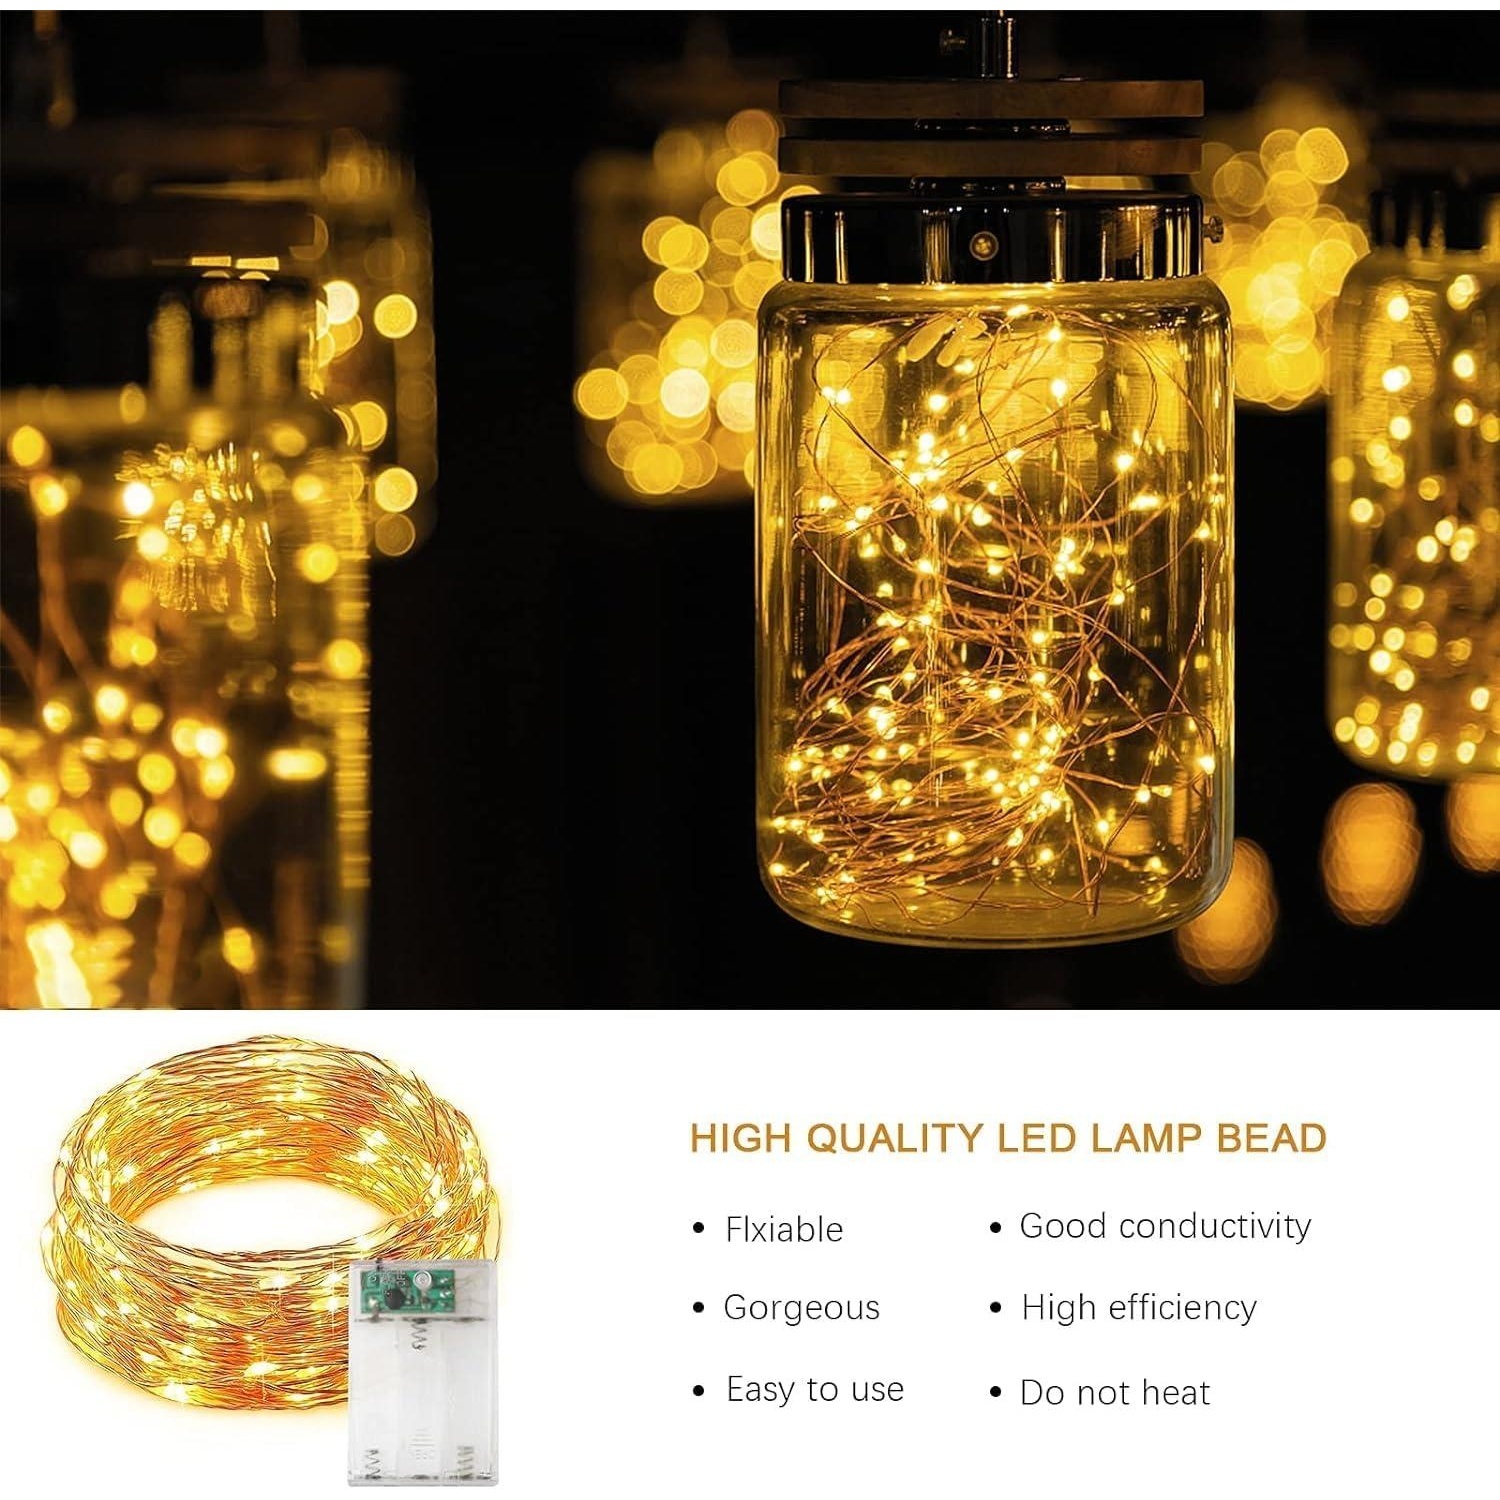 HIGH QUALITY LED LAMP BEAD
• Flxiable
• Good conductivity
• Gorgeous
• High efficiency
• Easy to use
• Do not heat